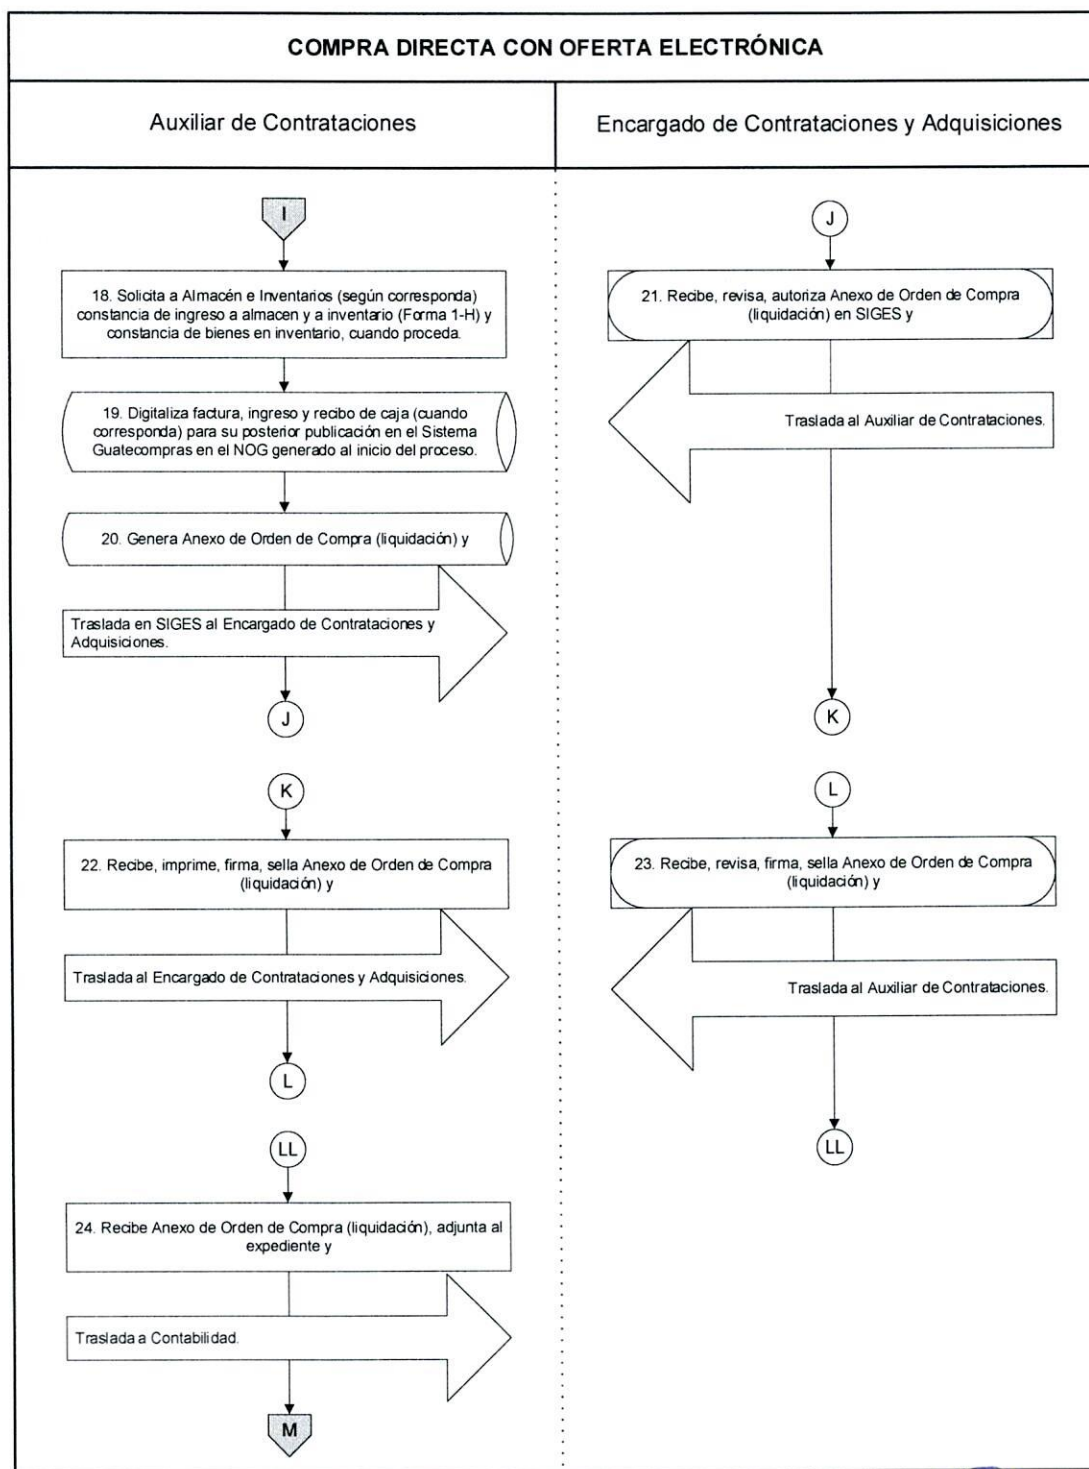 COMPRA DIRECTA CON OFERTA ELECTRÓNICA
Auxiliar de Contrataciones
Encargado de Contrataciones y Adquisiciones
I
18. Solicita a Almacén e Inventarios (según corresponda)
constancia de ingreso a almacen y a inventario (Forma 1-H) y
constancia de bienes en inventario, cuando proceda.
19. Digitaliza factura, ingreso y recibo de caja (cuando
corresponda) para su posterior publicación en el Sistema
Guatecompras en el NOG generado al inicio del proceso.
20. Genera Anexo de Orden de Compra (liquidación) y
Traslada en SIGES al Encargado de Contrataciones y
Adquisiciones.
J
J
21. Recibe, revisa, autoriza Anexo de Orden de Compra
(liquidación) en SIGES y
Traslada al Auxiliar de Contrataciones.
K
K
22. Recibe, imprime, firma, sella Anexo de Orden de Compra
(liquidación) y
Traslada al Encargado de Contrataciones y Adquisiciones.
L
L
23. Recibe, revisa, firma, sella Anexo de Orden de Compra
(liquidación) y
Traslada al Auxiliar de Contrataciones.
LL
LL
24. Recibe Anexo de Orden de Compra (liquidación), adjunta al
expediente y
Traslada a Contabilidad.
M